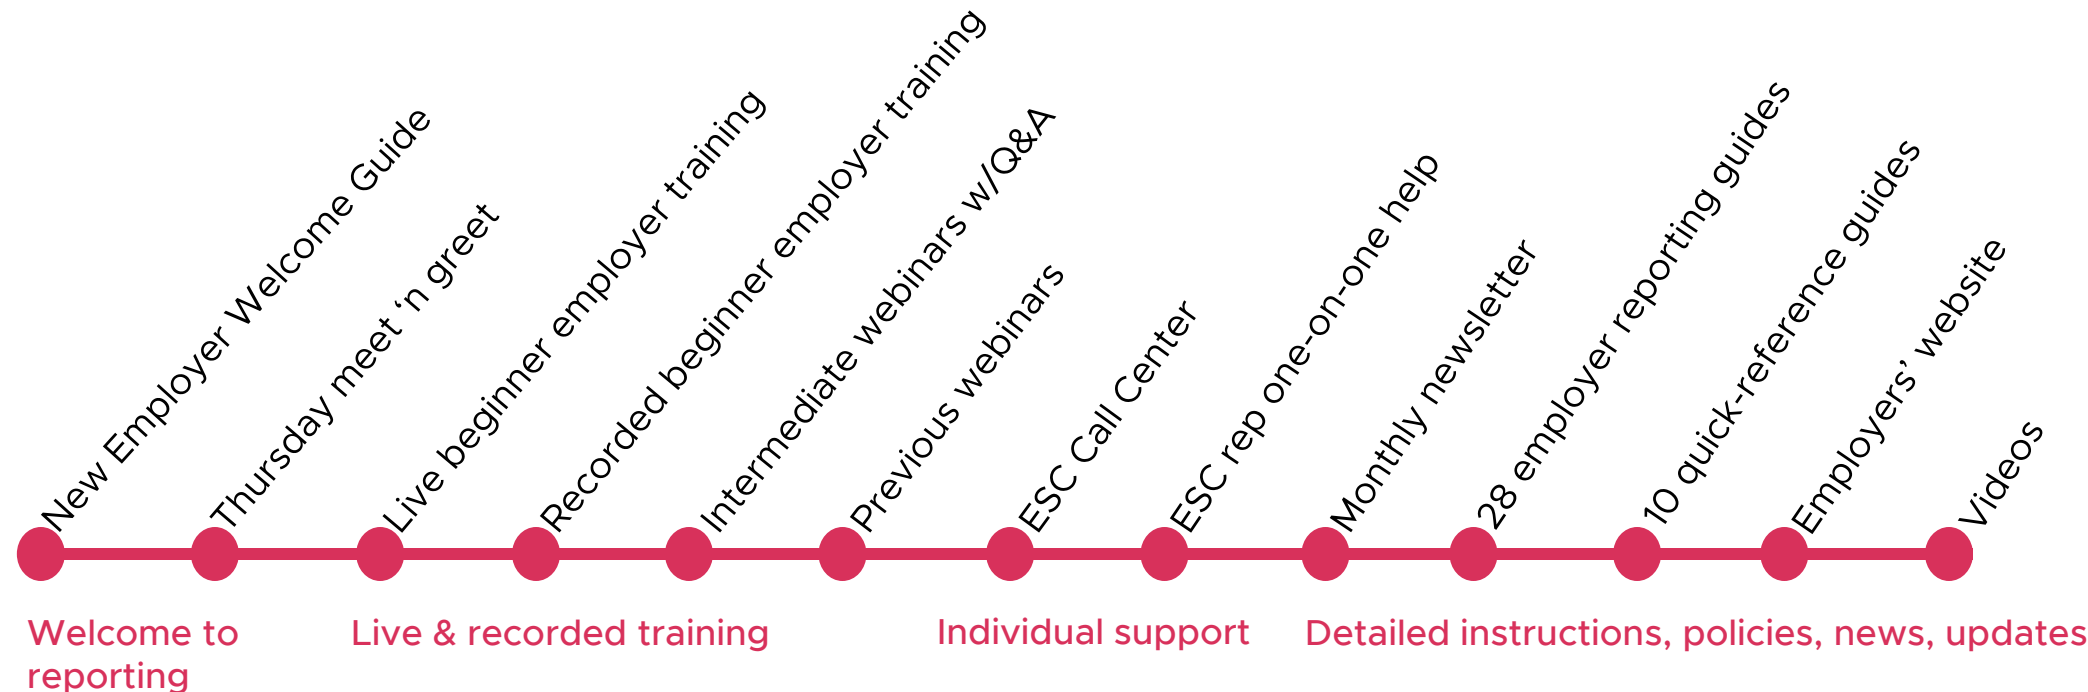 New Employer Welcome Guide
Thursday meet ‘n greet
Live beginner employer training
Recorded beginner employer training
Intermediate webinars w/Q&A
Previous webinars
ESC Call Center
ESC rep one-on-one help
Monthly newsletter
28 employer reporting guides
10 quick-reference guides
Employers’ website
Videos
Welcome to
reporting
Live & recorded training
Individual support
Detailed instructions, policies, news, updates